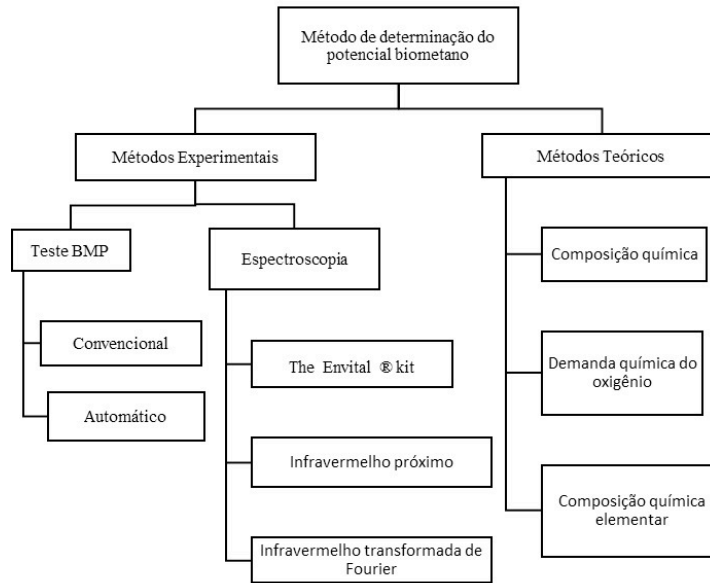 Método de determinação do
potencial biometano
Métodos Experimentais
Métodos Teóricos
Teste BMP
Espectroscopia
Composição química
Convencional
The Envital ® kit
Demanda química do
oxigênio
Automático
Infravermelho próximo
Composição química
elementar
Infravermelho transformada de
Fourier